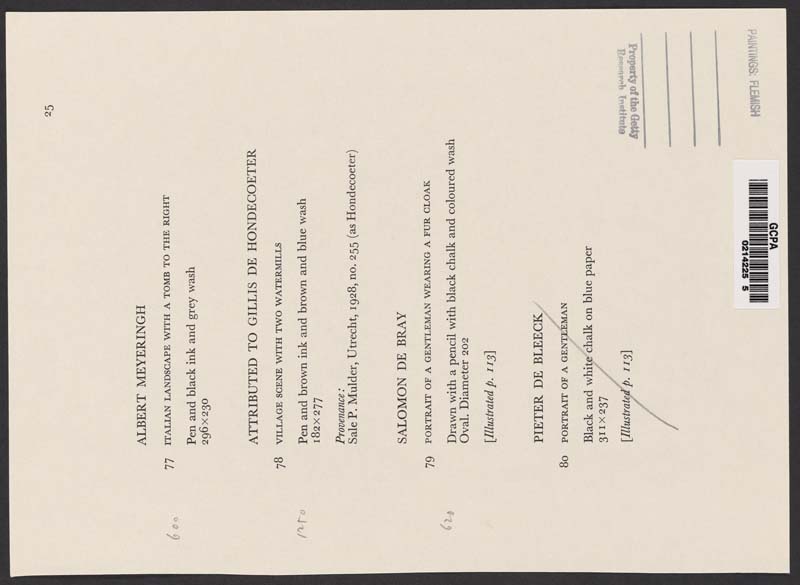 25
ALBERT MEYERINGH
77 ITALIAN LANDSCAPE WITH A TOMB TO THE RIGHT
Pen and black ink and grey wash
296×230
600
ATTRIBUTED TO GILLIS DE HONDECOETER
78 VILLAGE SCENE WITH TWO WATERMILLS
Pen and brown ink and brown and blue wash
182×277
1250
Provenance:
Sale P. Mulder, Utrecht, 1928, no. 255 (as Hondecoeter)
SALOMON DE BRAY
79 PORTRAIT OF A GENTLEMAN WEARING A FUR CLOAK
Drawn with a pencil with black chalk and coloured wash
Oval. Diameter 202
620
[Illustrated p. 113]
PIETER DE BLEECK
80 PORTRAIT OF A GENTLEMAN
Black and white chalk on blue paper
311×237
[Illustrated p. 113]
Property of the Getty
Research Institute
PAINTINGS: FLEMISH
GCPA
0214225 5